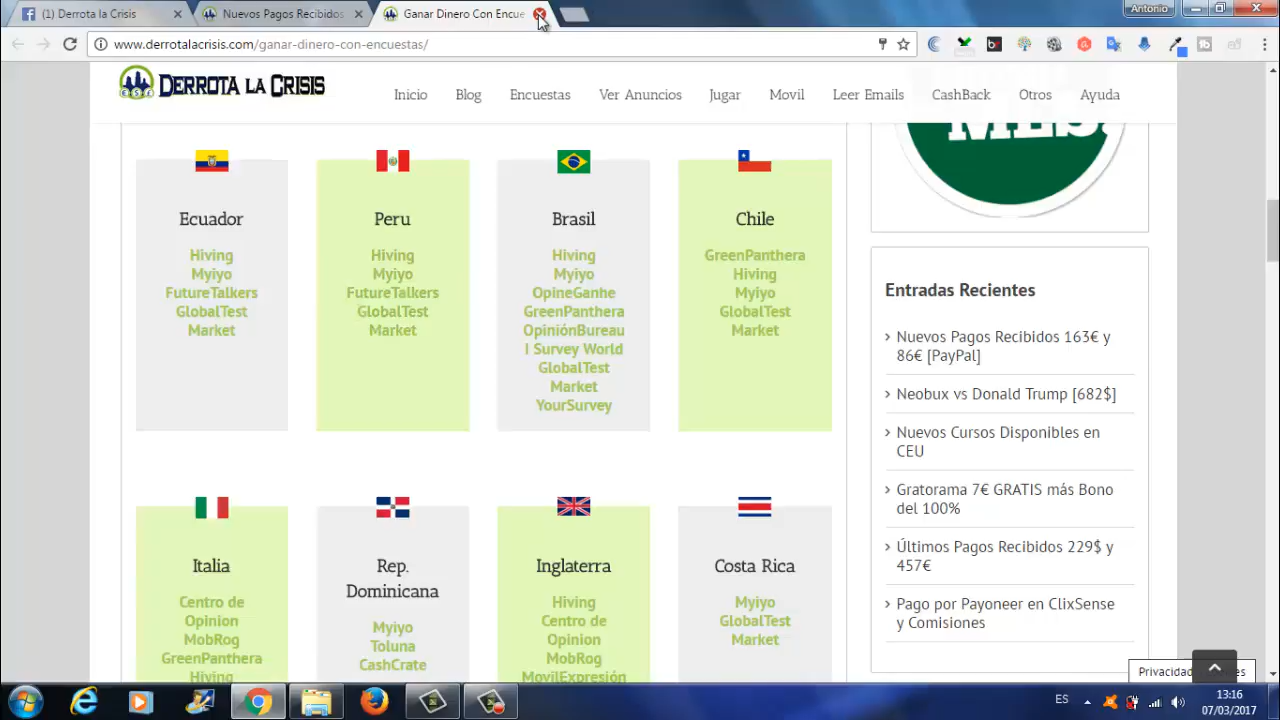 (1) Derrota la Crisis
Nuevos Pagos Recibidos
Ganar Dinero Con Encue
Antonio
www.derrotalacrisis.com/ganar-dinero-con-encuestas/
DERROTA LA CRISIS
Inicio
Blog
Encuestas
Ver Anuncios
Jugar
Movil
Leer Emails
CashBack
Otros
Ayuda
Ecuador
Hiving
Myiyo
FutureTalkers
GlobalTest
Market
Peru
Hiving
Myiyo
FutureTalkers
GlobalTest
Market
Brasil
Hiving
Myiyo
OpineGanhe
GreenPanthera
OpiniónBureau
I Survey World
GlobalTest
Market
YourSurvey
Chile
GreenPanthera
Hiving
Myiyo
GlobalTest
Market
Italia
Centro de
Opinion
MobRog
GreenPanthera
Hiving
Rep.
Dominicana
Myiyo
Toluna
CashCrate
Inglaterra
Hiving
Centro de
Opinion
MobRog
MovilExpresión
Costa Rica
Myiyo
GlobalTest
Market
Entradas Recientes
Nuevos Pagos Recibidos 163€ y
86€ [PayPal]
Neobux vs Donald Trump [682$]
Nuevos Cursos Disponibles en
CEU
Gratorama 7€ GRATIS más Bono
del 100%
Últimos Pagos Recibidos 229$ y
457€
Pago por Payoneer en ClixSense
y Comisiones
Privacidad
ES
13:16
07/03/2017